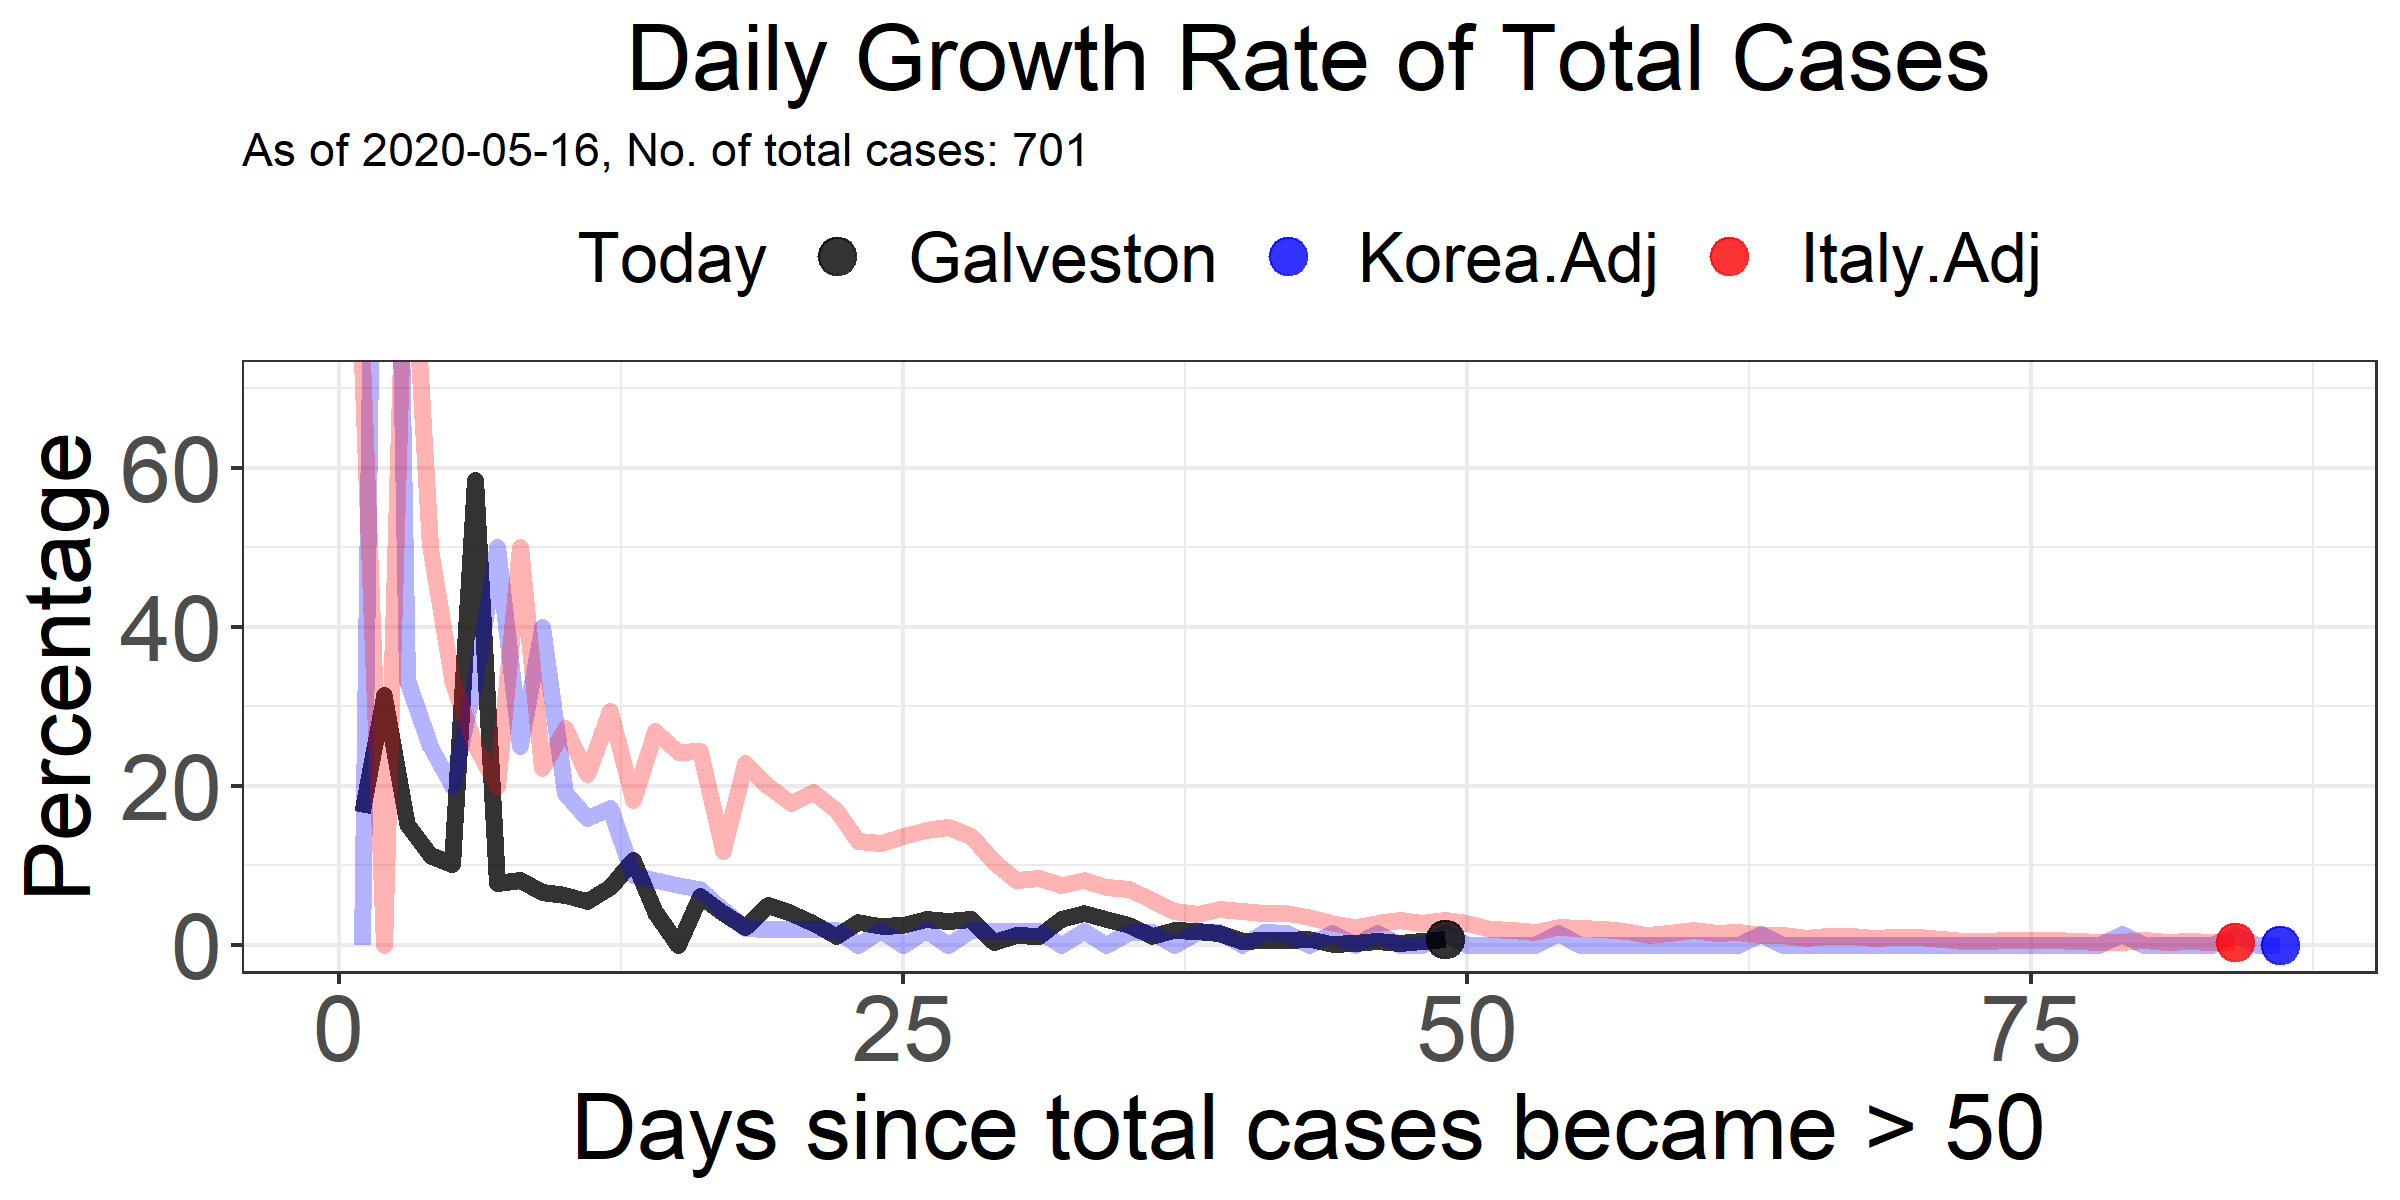 Daily Growth Rate of Total Cases
As of 2020-05-16, No. of total cases: 701
Today Galveston Korea.Adj Italy.Adj
Percentage
60
40
20
0
0 25 50 75
Days since total cases became > 50